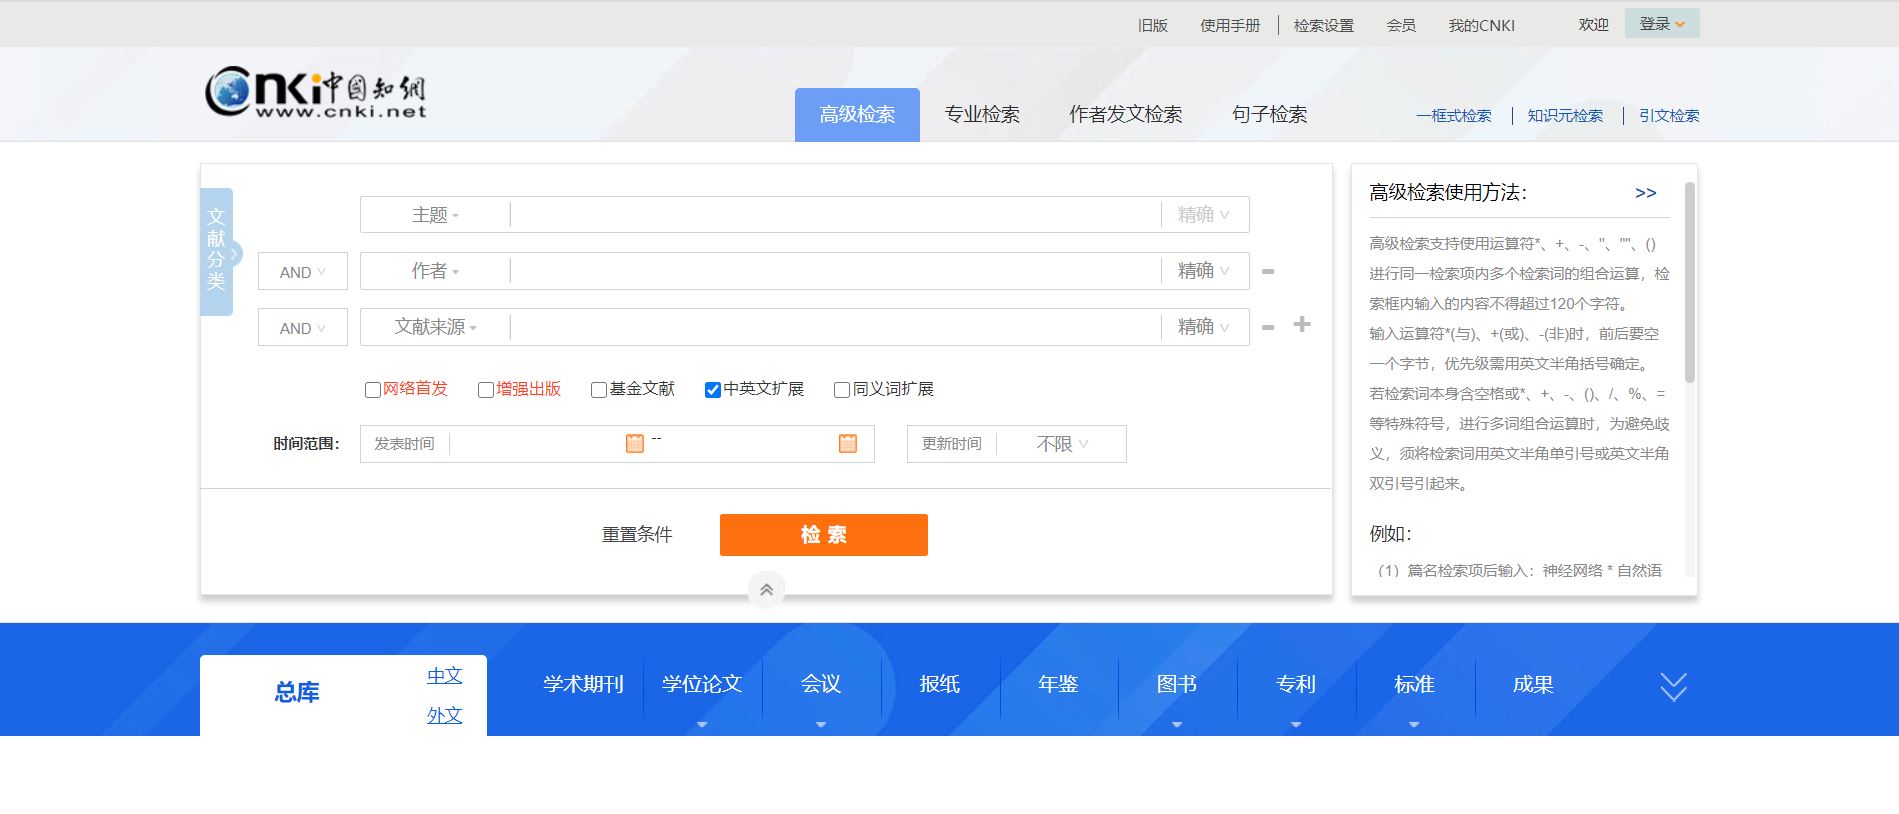 旧版 使用手册 检索设置 会员 我的CNKI 欢迎 登录
cnki中国知網
www.cnki.net
高级检索 专业检索 作者发文检索 句子检索 一框式检索 知识元检索 引文检索
文献分类
主题 精确
AND 作者 精确
AND 文献来源 精确
网络首发 增强出版 基金文献 中英文扩展 同义词扩展
时间范围： 发表时间 -- 更新时间 不限
重置条件 检 索
高级检索使用方法： >>
高级检索支持使用运算符*、+、-、''、""、()
进行同一检索项内多个检索词的组合运算，检
索框内输入的内容不得超过120个字符。
输入运算符*(与)、+(或)、-(非)时，前后要空
一个字节，优先级需用英文半角括号确定。
若检索词本身含空格或*、+、-、()、/、%、=
等特殊符号，进行多词组合运算时，为避免歧
义，须将检索词用英文半角单引号或英文半角
双引号引起来。
例如：
（1）篇名检索项后输入：神经网络 * 自然语
总库 中文 外文 学术期刊 学位论文 会议 报纸 年鉴 图书 专利 标准 成果